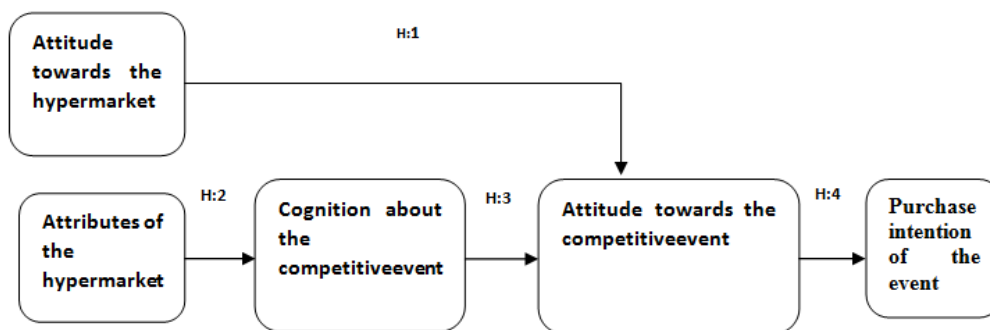 H:1
Attitude
towards the
hypermarket
H:2
Attributes of
the
hypermarket
Cognition about
the
competitiveevent
H:3
Attitude towards the
competitiveevent
H:4
Purchase
intention
of the
event